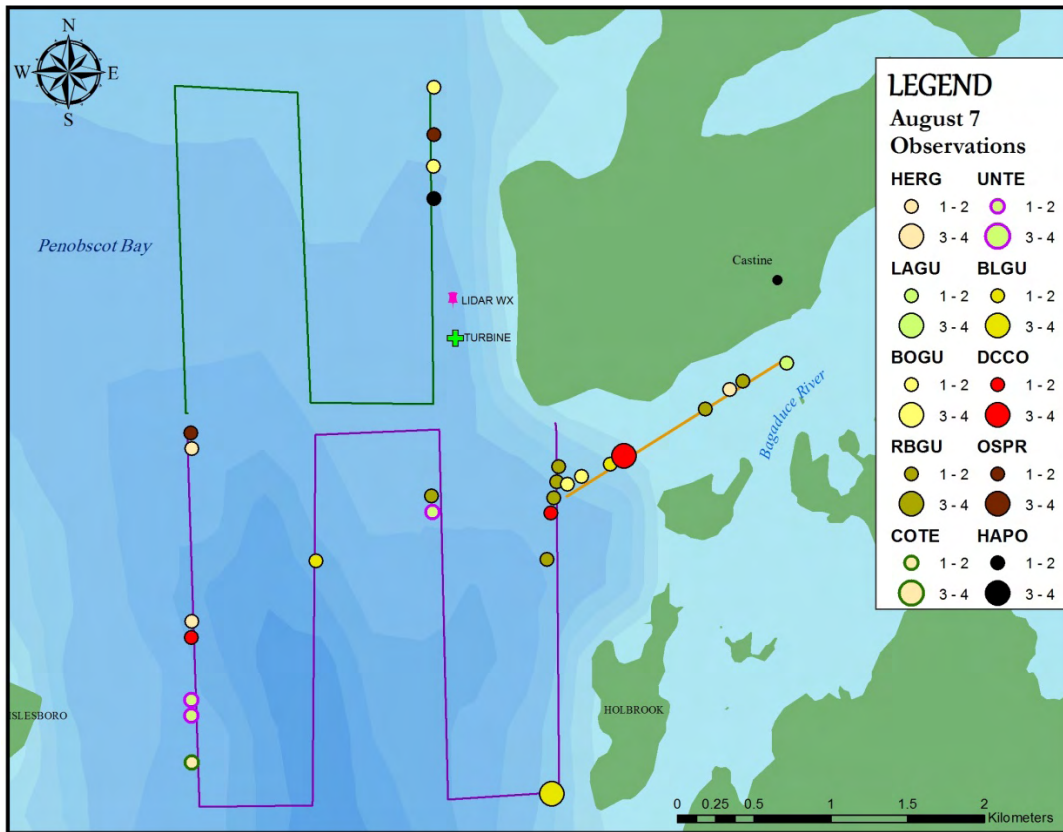 N
W E
S
Penobscot Bay
LIDAR WX
TURBINE
Castine
Bagaduce River
ISLESBORO
HOLBROOK
LEGEND
August 7
Observations
HERG UNTE
1 - 2 1 - 2
3 - 4 3 - 4
LAGU BLGU
1 - 2 1 - 2
3 - 4 3 - 4
BOGU DCCO
1 - 2 1 - 2
3 - 4 3 - 4
RBGU OSPR
1 - 2 1 - 2
3 - 4 3 - 4
COTE HAPO
1 - 2 1 - 2
3 - 4 3 - 4
0 0.25 0.5 1 1.5 2
Kilometers